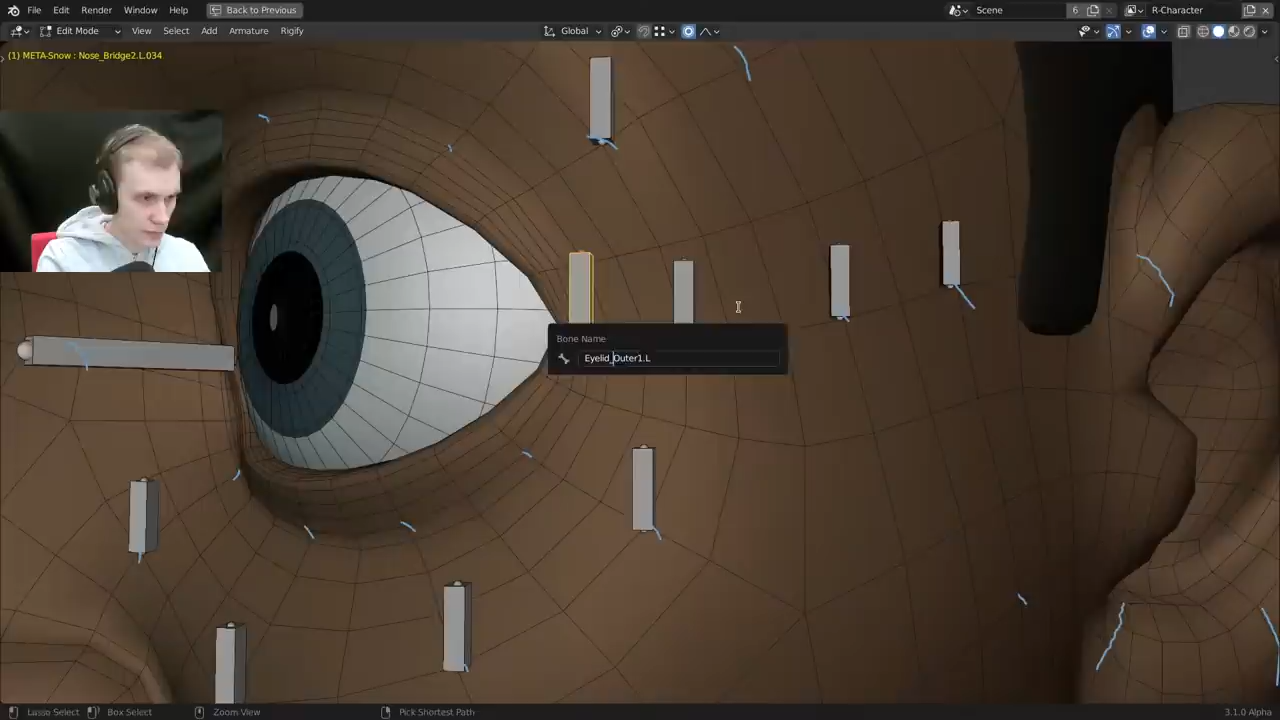 File Edit Render Window Help Back to Previous Scene 6 R-Character
Edit Mode View Select Add Armature Rigify Global
(1) META-Snow : Nose_Bridge2.L.034
Bone Name
Eyelid_Outer1.L
Lasso Select Box Select Zoom View Pick Shortest Path 3.1.0 Alpha